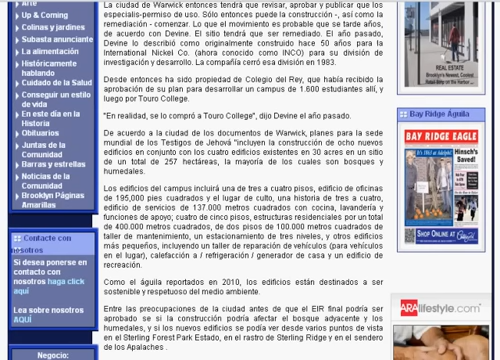 Arte
Up & Coming
Colinas y jardines
Subasta anunciante
La alimentación
Históricamente
hablando
Cuidado de la Salud
Conseguir un estilo
de vida
En este día en la
Historia
Obituarios
Juntas de la
Comunidad
Barras y estrellas
Noticias de la
Comunidad
Brooklyn Páginas
Amarillas
Contacte con
nosotros
Si desea ponerse en
contacto con
nosotros haga click
aquí
Lea sobre nosotros
AQUÍ
Negocio:
La ciudad de Warwick entonces tendrá que revisar, aprobar y publicar que los
especialis-permiso de uso. Sólo entonces puede la construcción -, así como la
remediación - comenzar. Lo que el movimiento es probable que se tarde años,
de acuerdo con Devine. El sitio tendrá que ser remediado. El año pasado,
Devine lo describió como originalmente construido hace 50 años para la
International Nickel Co. (ahora conocido como INCO) para su división de
investigación y desarrollo. La compañía cerró esa división en 1983.
Desde entonces ha sido propiedad de Colegio del Rey, que había recibido la
aprobación de su plan para desarrollar un campus de 1.600 estudiantes allí, y
luego por Touro College.
"En realidad, se lo compró a Touro College", dijo Devine el año pasado.
De acuerdo a la ciudad de los documentos de Warwick, planes para la sede
mundial de los Testigos de Jehová "incluyen la construcción de ocho nuevos
edificios en conjunto con los cuatro edificios existentes en 30 acres en un sitio
de un total de 257 hectáreas, la mayoría de los cuales son bosques y
humedales.
Los edificios del campus incluirá una de tres a cuatro pisos, edificio de oficinas
de 195,000 pies cuadrados y el lugar de culto, una historia de tres a cuatro,
edificio de servicios de 137.000 metros cuadrados con cocina, lavandería y
funciones de apoyo; cuatro de cinco pisos, estructuras residenciales por un total
de 400.000 metros cuadrados, de dos pisos de 100.000 metros cuadrados de
taller de mantenimiento, un estacionamiento de tres niveles, y otros edificios
más pequeños, incluyendo un taller de reparación de vehículos (para vehículos
en el lugar), calefacción a / refrigeración / generador de casa y un edificio de
recreación.
Como el águila reportados en 2010, los edificios están destinados a ser
sostenible y respetuoso del medio ambiente.
Entre las preocupaciones de la ciudad antes de que el EIR final podría ser
aprobado se si la construcción podría afectar el bosque adyacente y los
humedales, y si los nuevos edificios se podía ver desde varios puntos de vista
en el Sterling Forest Park Estado, en el rastro de Sterling Ridge y en el sendero
de los Apalaches .
REAL ESTATE
Bay Ridge Águila
BAY RIDGE EAGLE
Hinsch's
Saved!
SHOP ONLINE AT
ARAlifestyle.com™